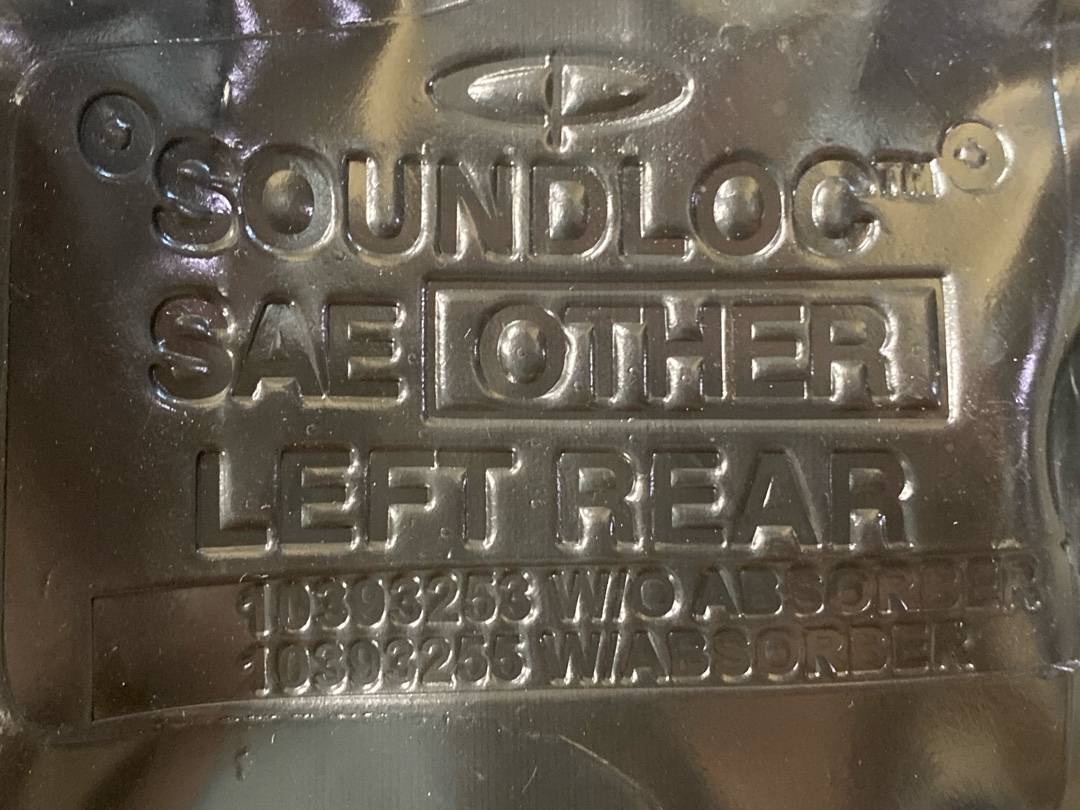 SOUNDLOC™
SAE OTHER
LEFT REAR
10393253 W/O ABSORBER
10393255 W/ABSORBER